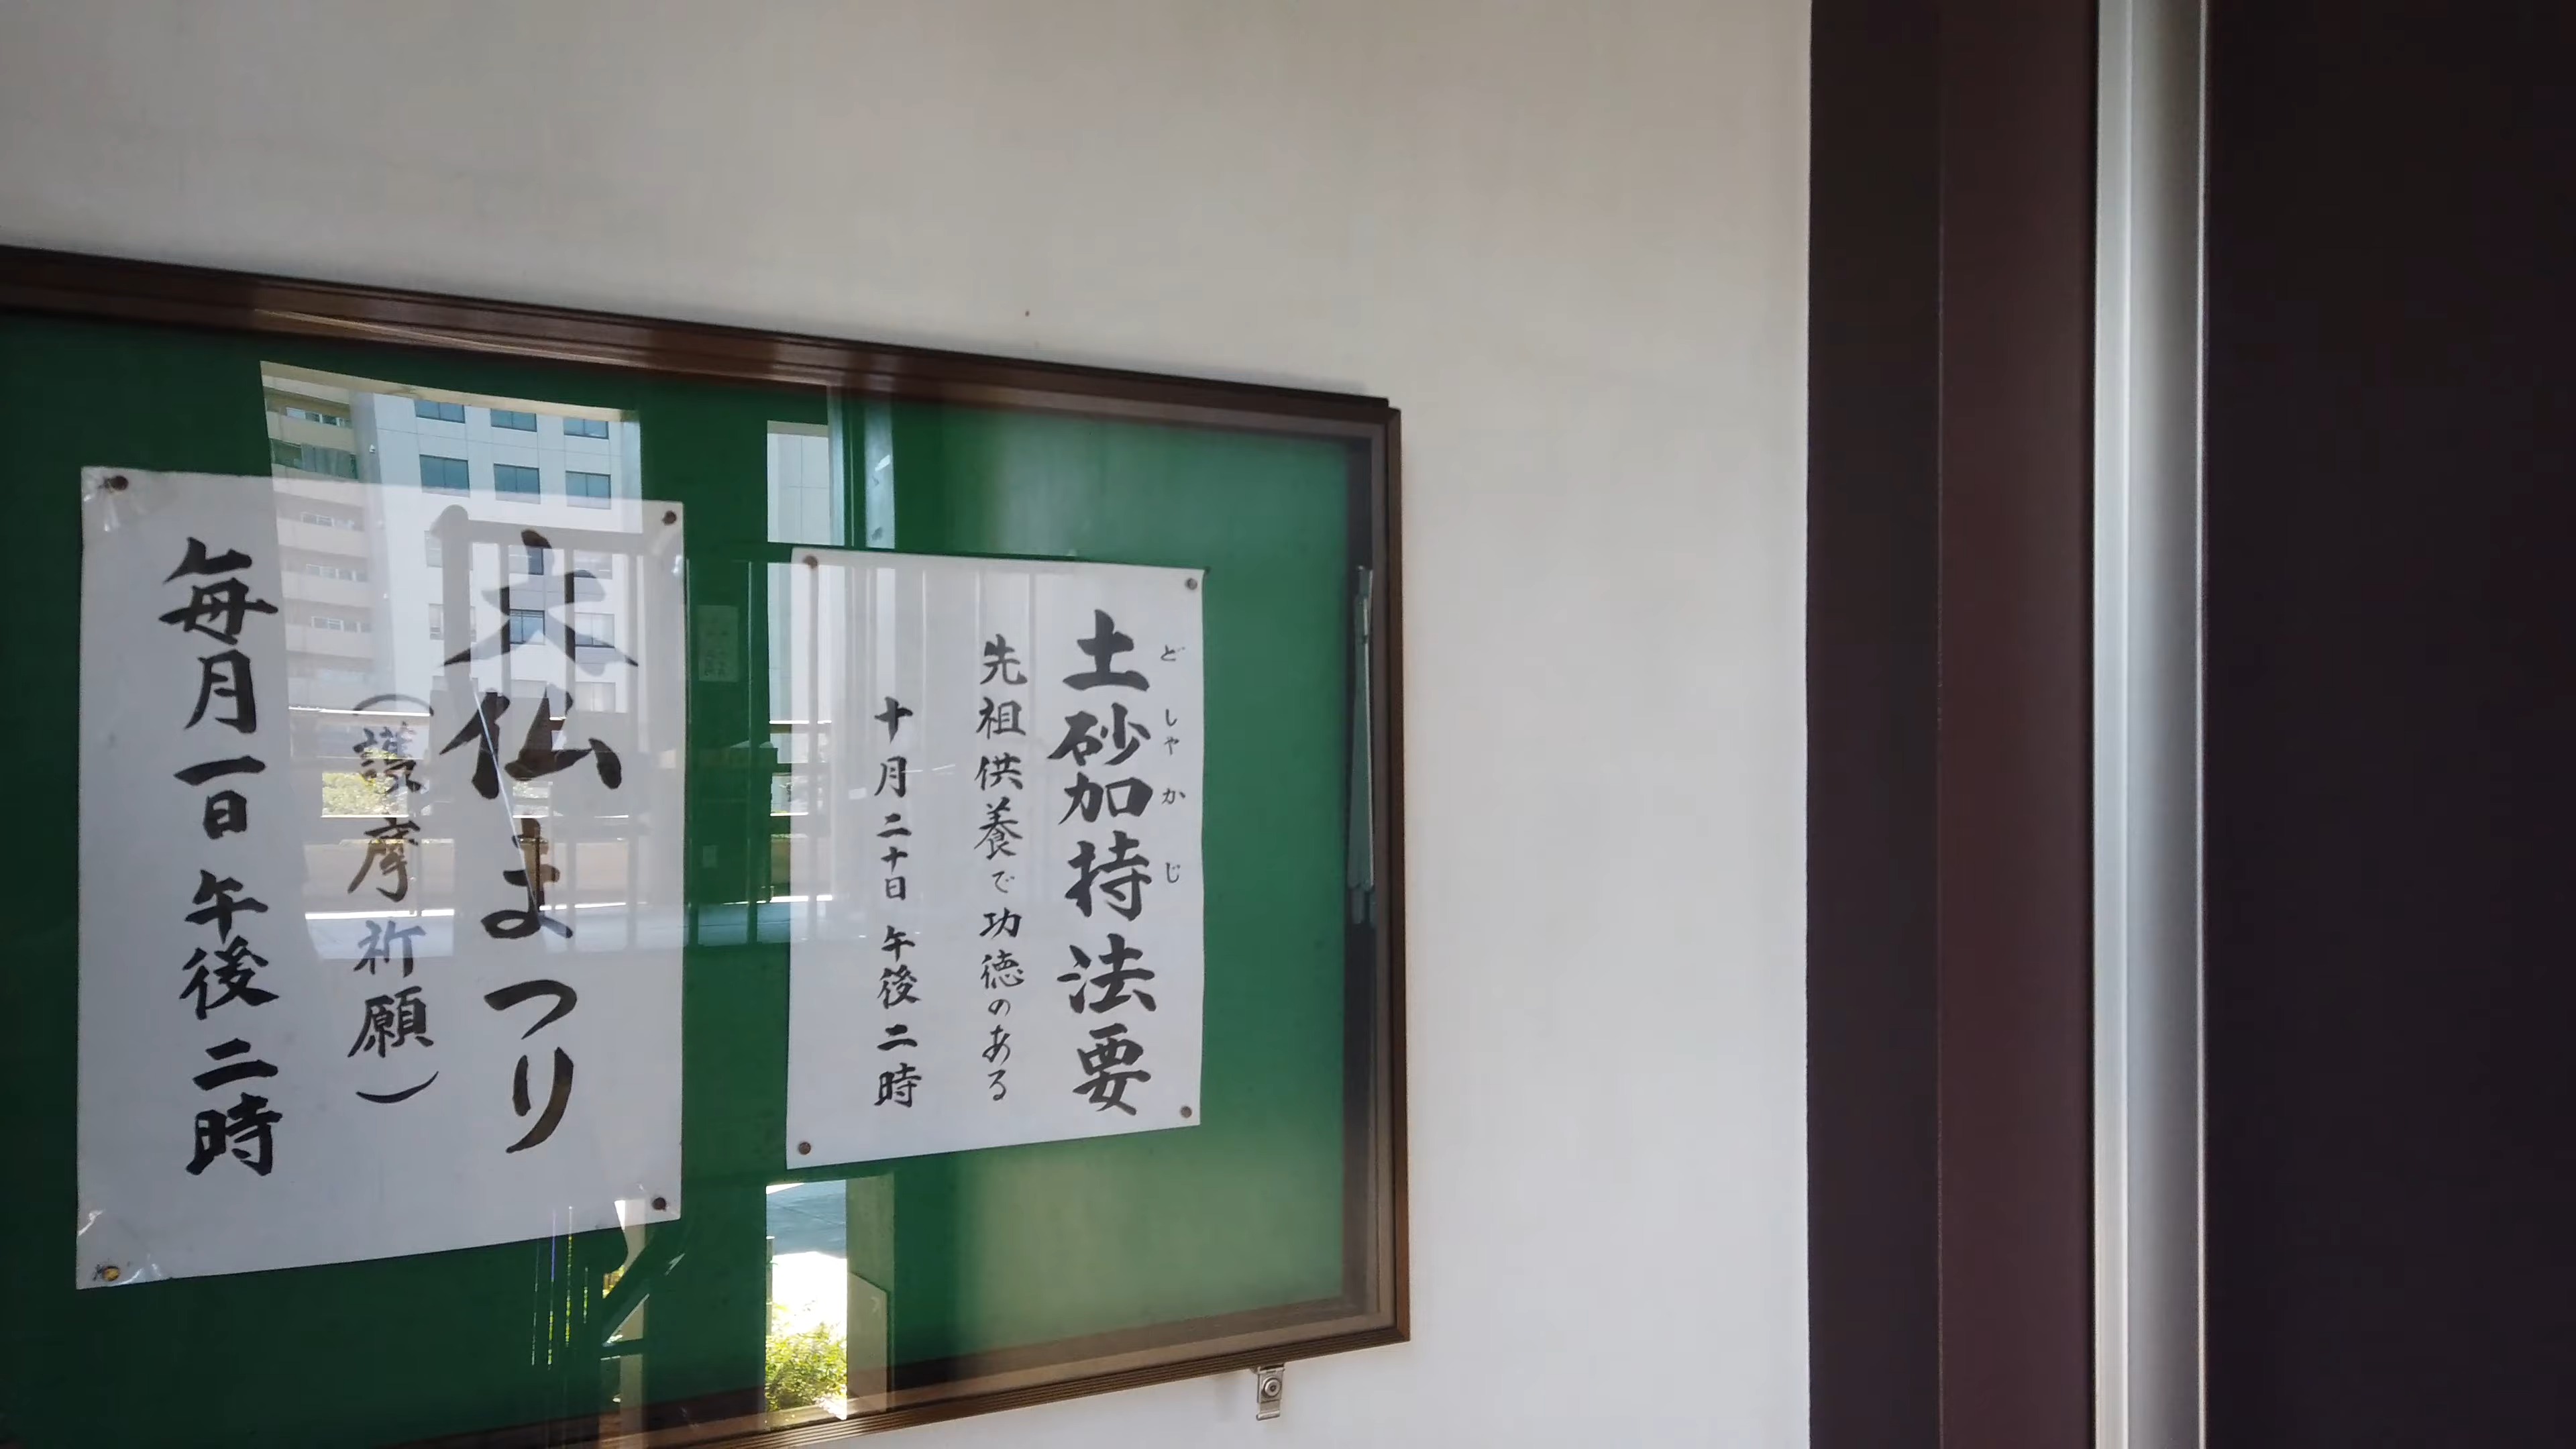 土砂加持法要
どしゃかじ
先祖供養で功徳のある
十月二十日 午後二時
大仏まつり
（護摩祈願）
毎月一日 午後二時